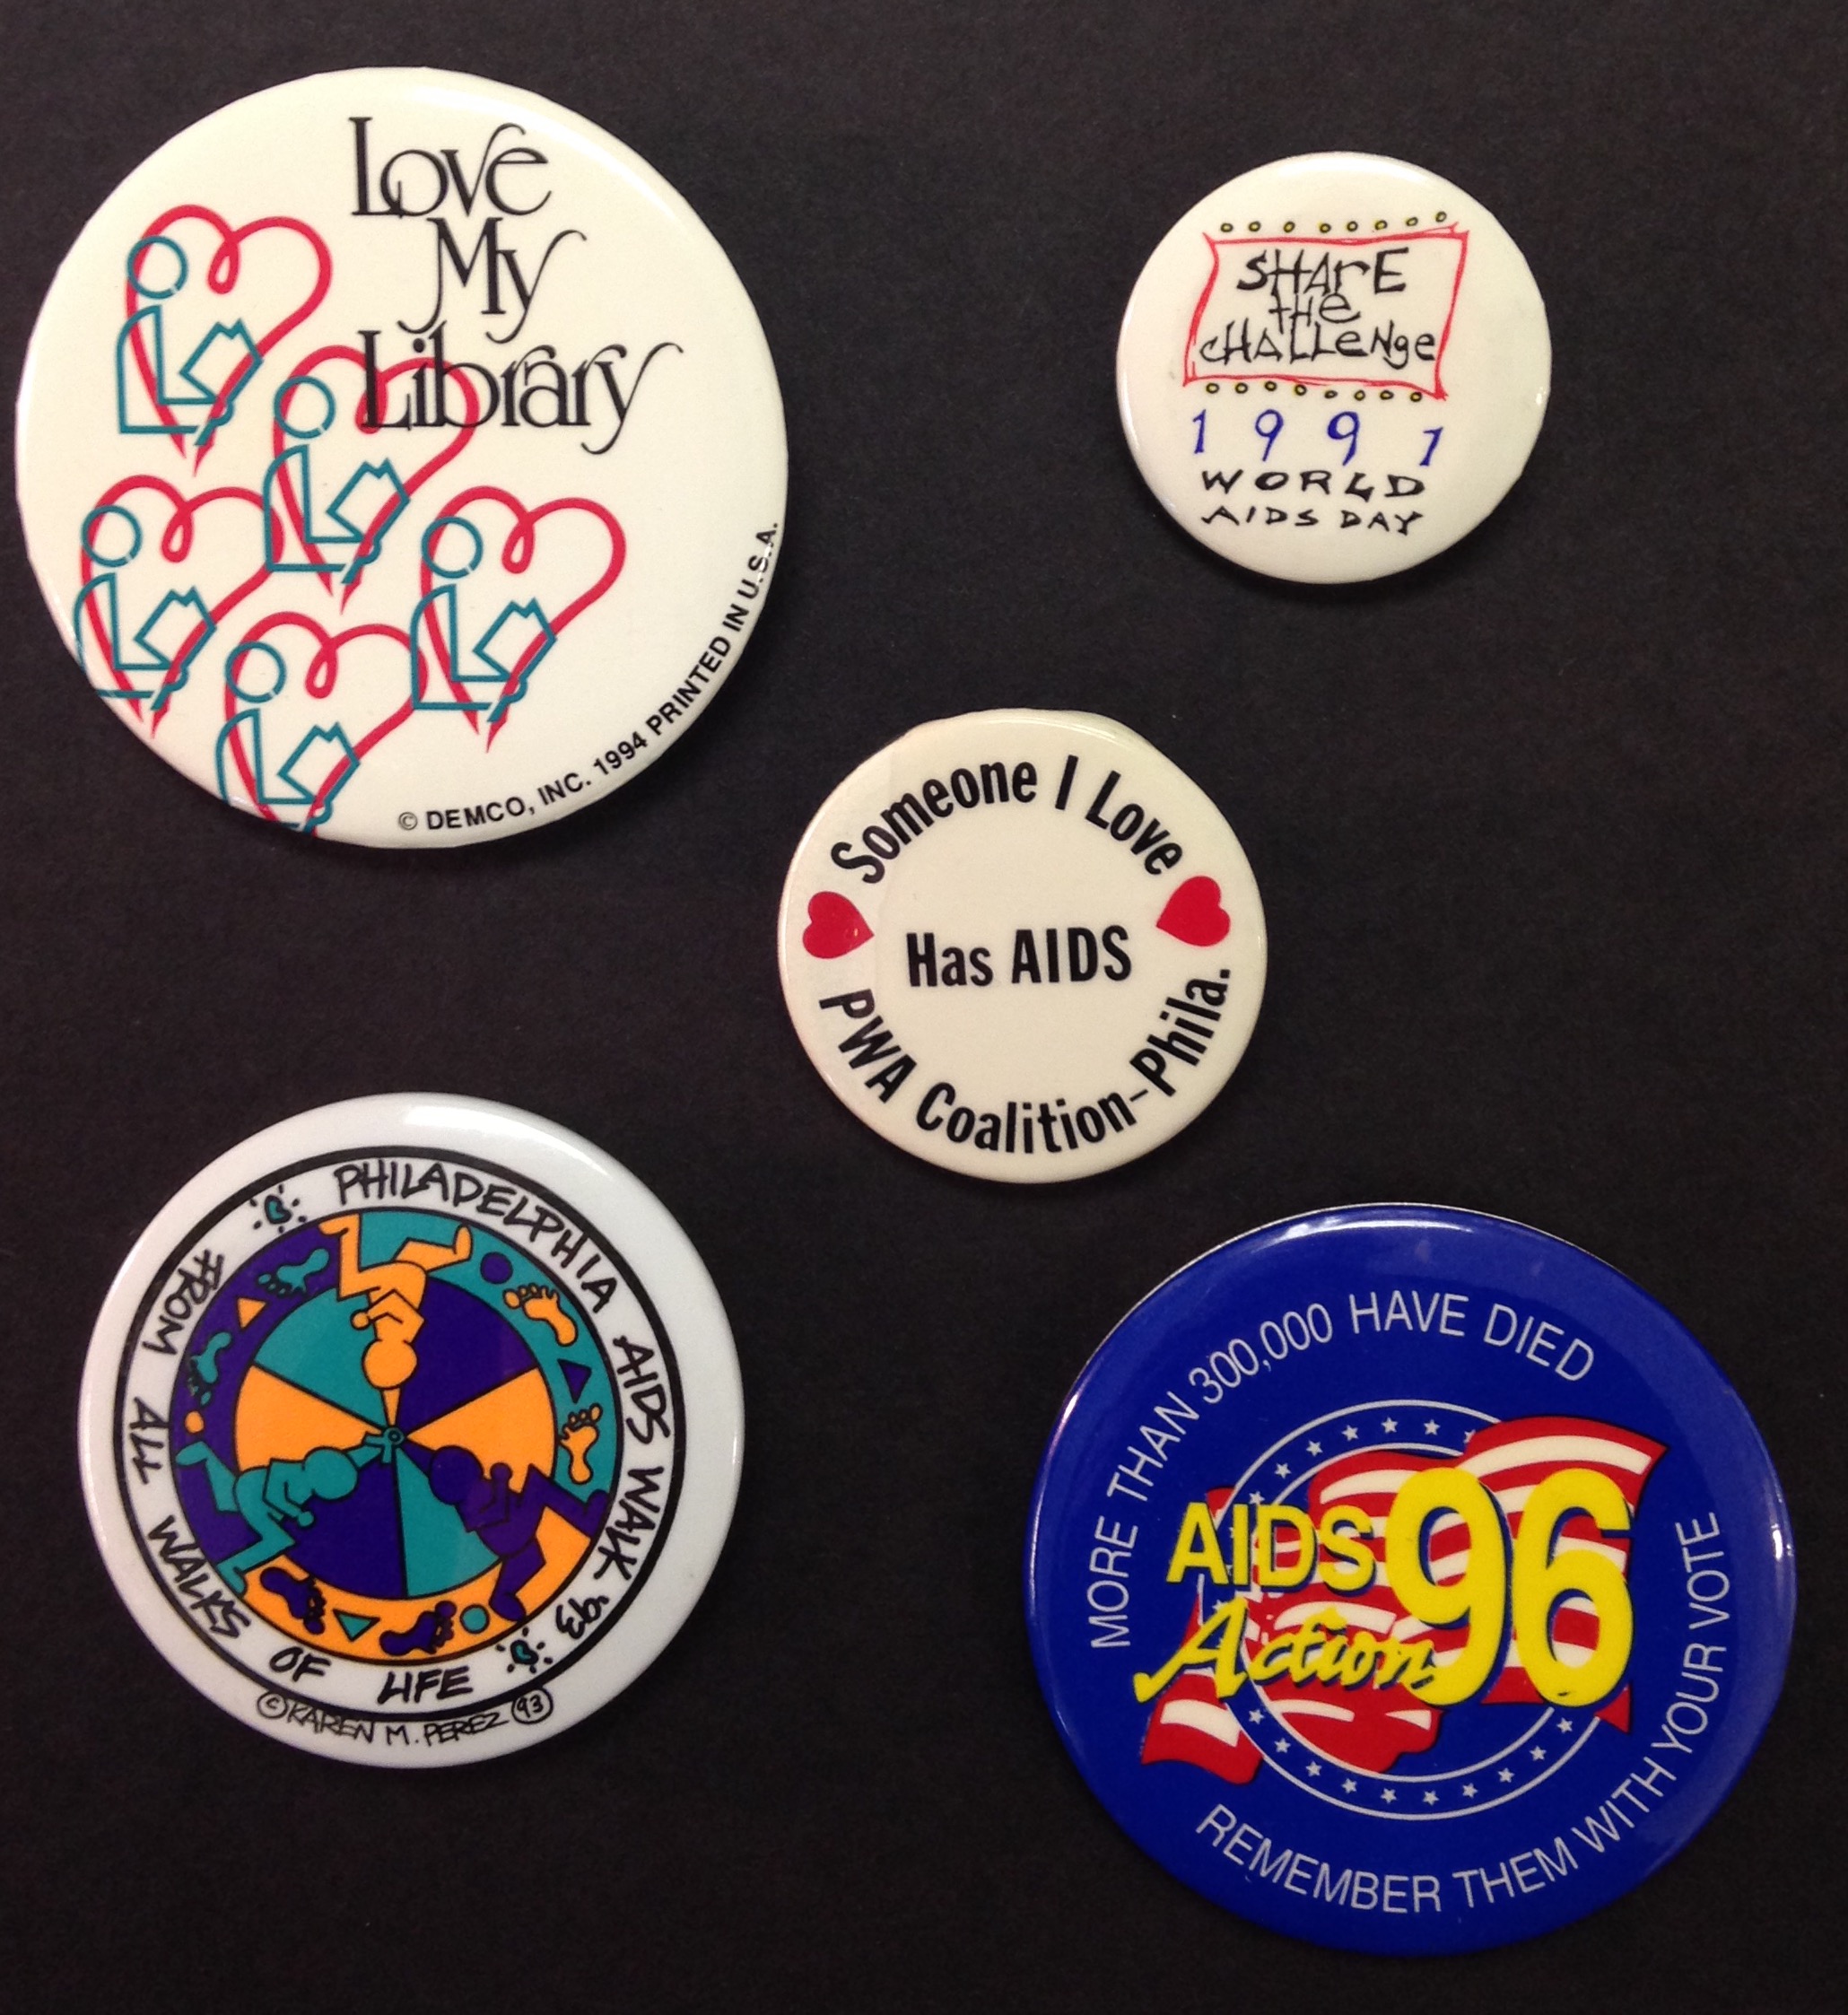 Love
My
Library
© DEMCO, INC. 1994 PRINTED IN U.S.A.
SHArE
tHe
cHALLeNge
1991
WORLD
AIDS DAY
Someone I Love
Has AIDS
PWA Coalition-Phila.
PHILADELPHIA AIDS WALK '93
FROM ALL WALKS OF LIFE
© KAREN M. PEREZ 93
MORE THAN 300,000 HAVE DIED
AIDS
Action
96
REMEMBER THEM WITH YOUR VOTE